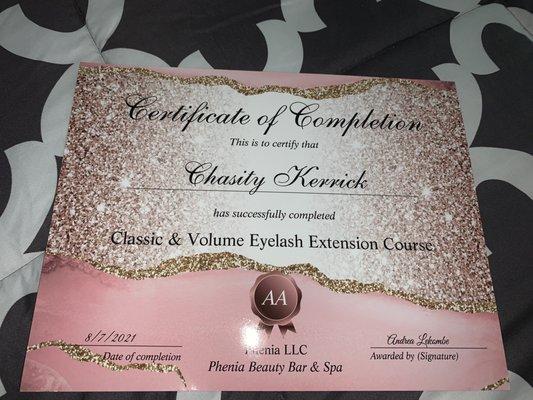 Certificate of Completion
This is to certify that
Chasity Kerrick
has successfully completed
Classic & Volume Eyelash Extension Course
AA
8/7/2021
Date of completion
Phenia LLC
Phenia Beauty Bar & Spa
Andrea Lekombe
Awarded by (Signature)